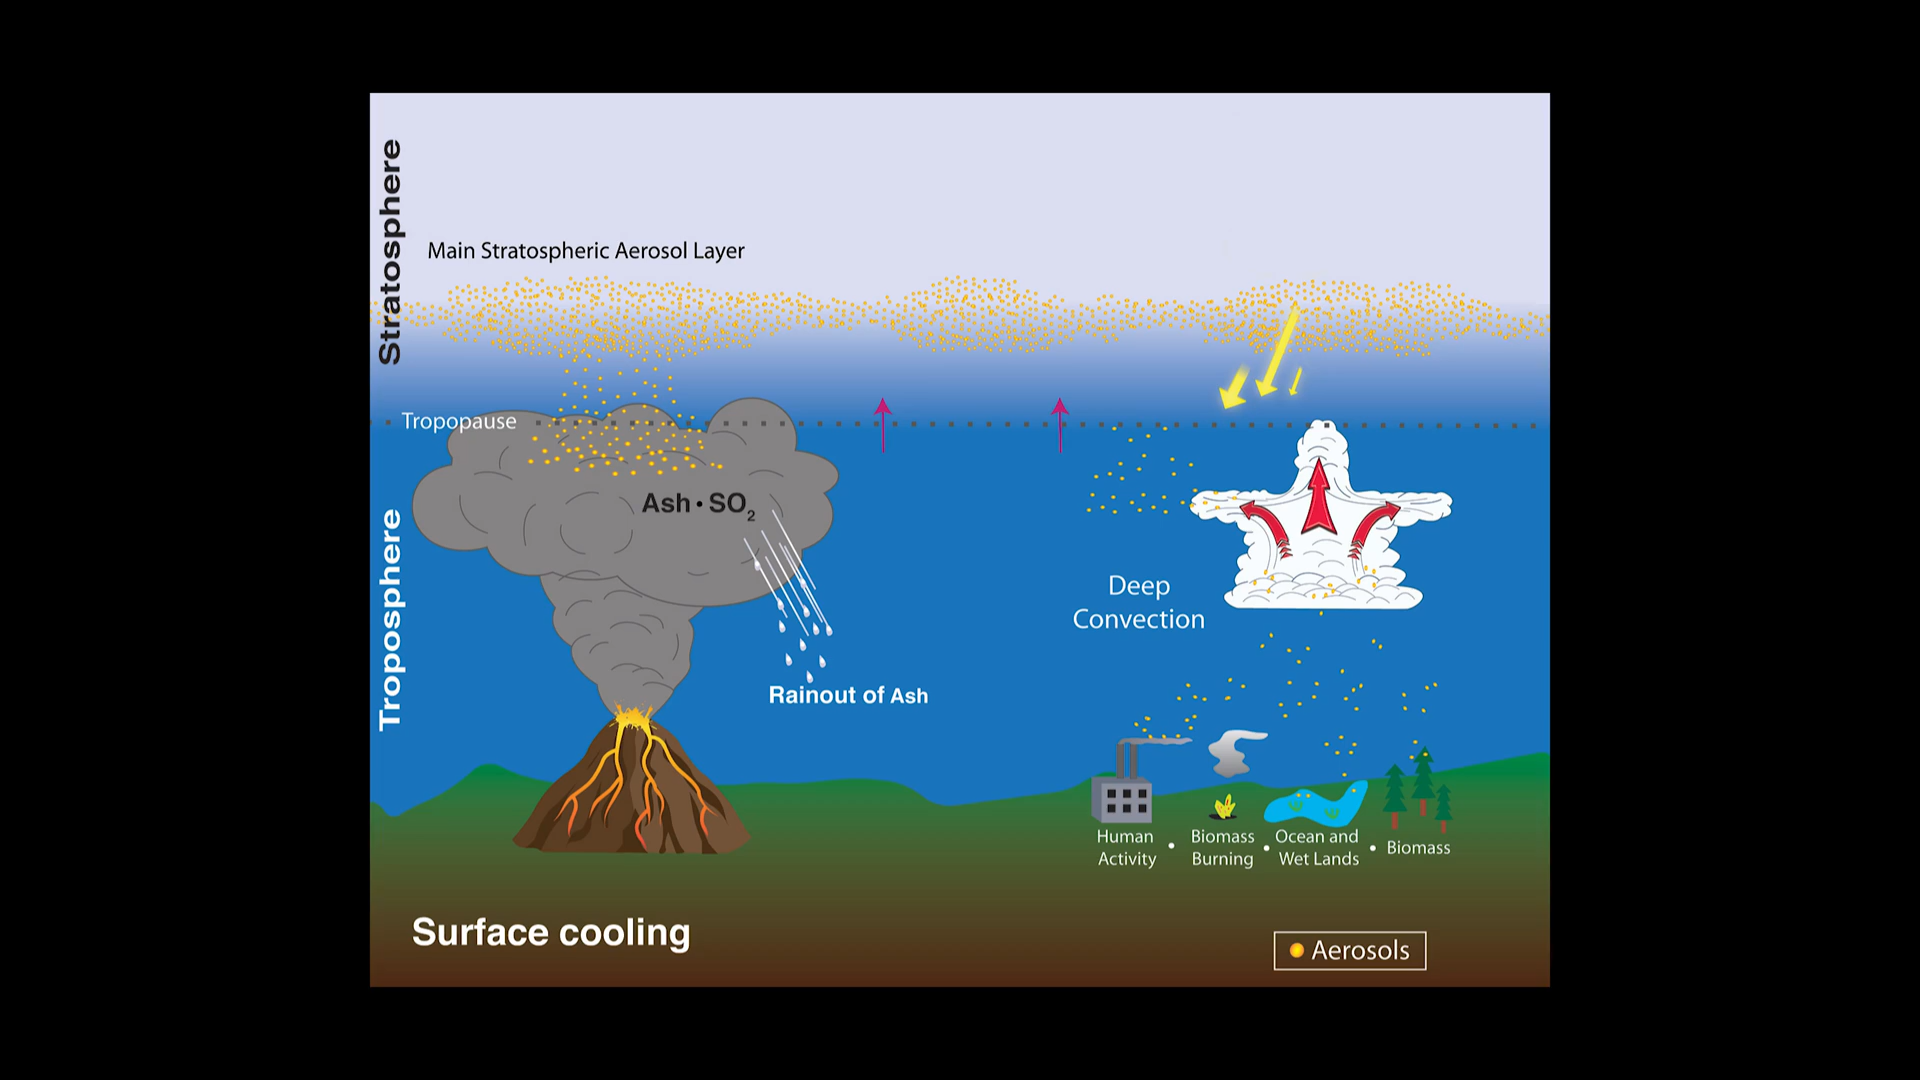 Stratosphere
Main Stratospheric Aerosol Layer
Tropopause
Ash • SO₂
Troposphere
Deep
Convection
Rainout of Ash
Human
Activity
•
Biomass
Burning
•
Ocean and
Wet Lands
•
Biomass
Surface cooling
Aerosols